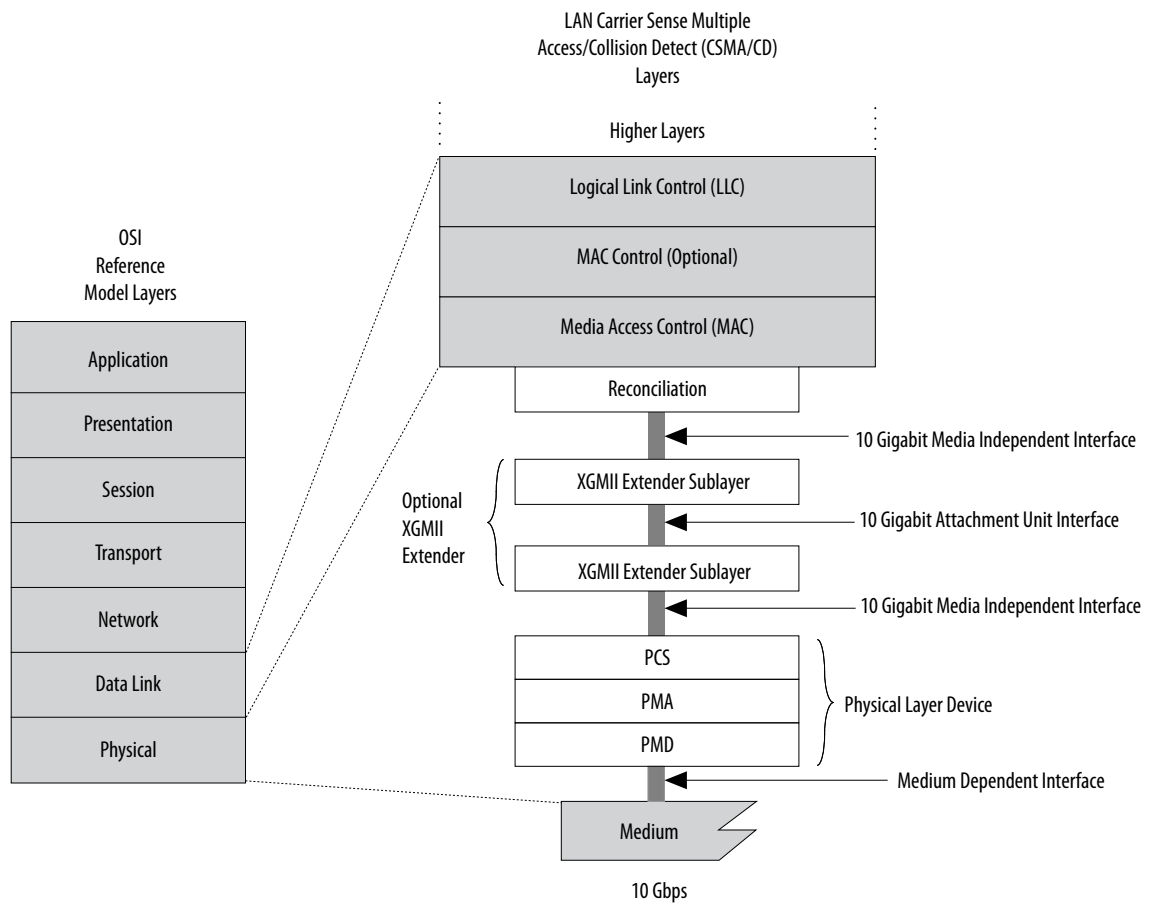 LAN Carrier Sense Multiple
Access/Collision Detect (CSMA/CD)
Layers
Higher Layers
Logical Link Control (LLC)
MAC Control (Optional)
Media Access Control (MAC)
Reconciliation
10 Gigabit Media Independent Interface
Optional
XGMII
Extender
XGMII Extender Sublayer
10 Gigabit Attachment Unit Interface
XGMII Extender Sublayer
10 Gigabit Media Independent Interface
PCS
PMA
PMD
Physical Layer Device
Medium Dependent Interface
Medium
10 Gbps
OSI
Reference
Model Layers
Application
Presentation
Session
Transport
Network
Data Link
Physical